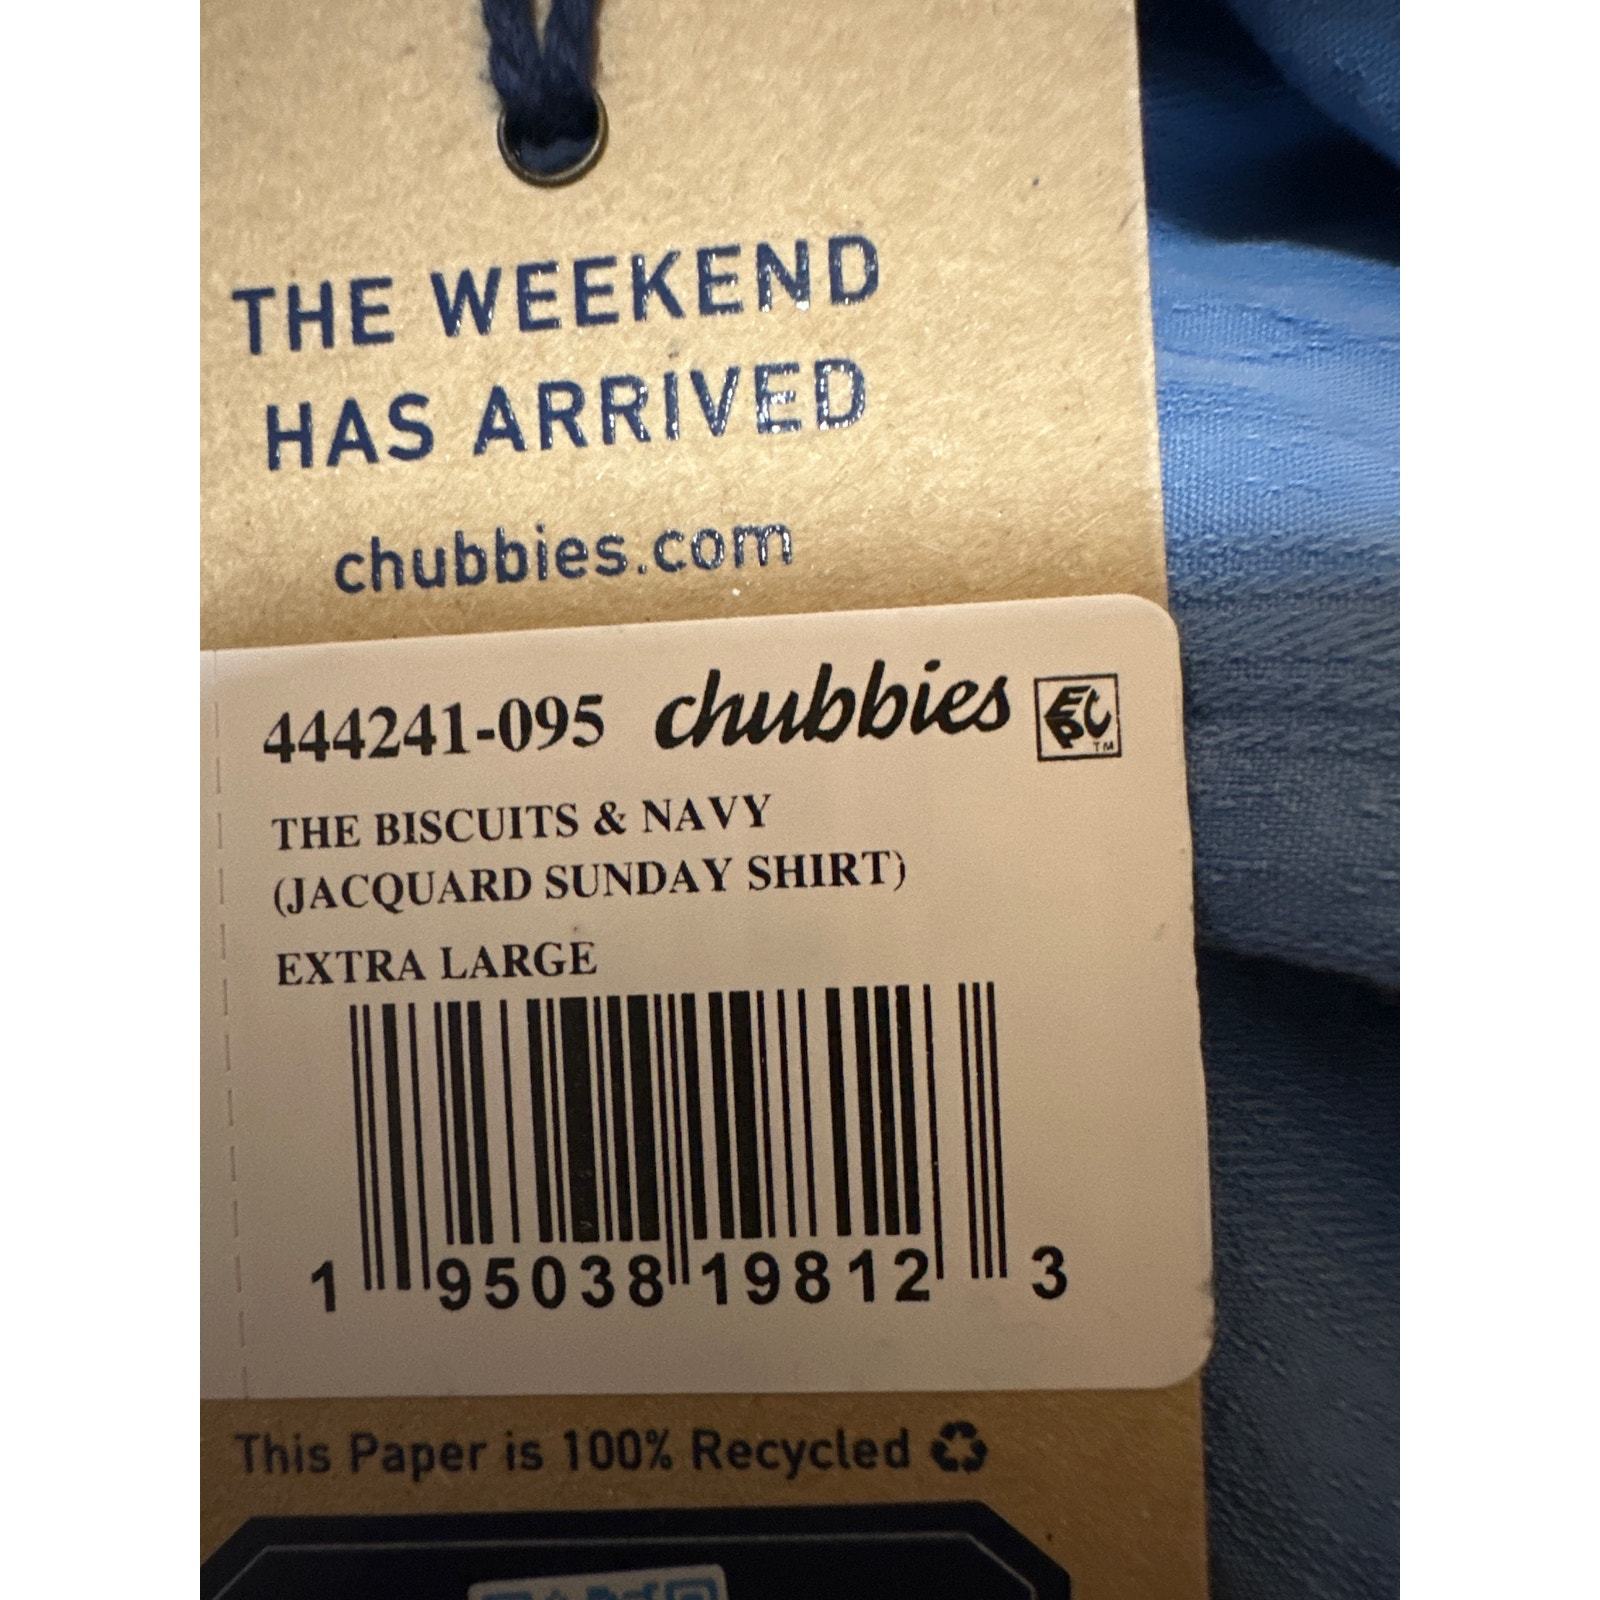 THE WEEKEND
HAS ARRIVED
chubbies.com
444241-095 chubbies EPC™
THE BISCUITS & NAVY
(JACQUARD SUNDAY SHIRT)
EXTRA LARGE
1 95038 19812 3
This Paper is 100% Recycled